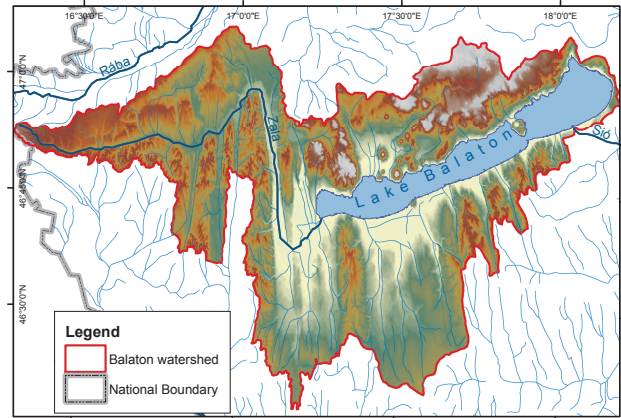 16°30'0"E
17°0'0"E
17°30'0"E
18°0'0"E
47°0'0"N
46°45'0"N
46°30'0"N
Rába
Zala
Lake Balaton
Sió
Legend
Balaton watershed
National Boundary